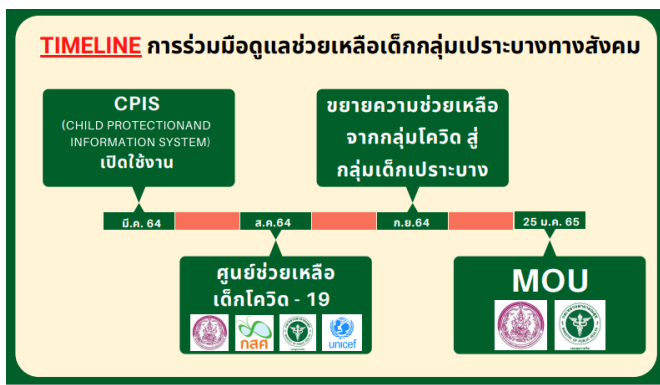 TIMELINE การร่วมมือดูแลช่วยเหลือเด็กกลุ่มเปราะบางทางสังคม
CPIS
(CHILD PROTECTIONAND
INFORMATION SYSTEM)
เปิดใช้งาน
ขยายความช่วยเหลือ
จากกลุ่มโควิด สู่
กลุ่มเด็กเปราะบาง
มี.ค. 64
ส.ค.64
ก.ย.64
25 ม.ค. 65
ศูนย์ช่วยเหลือ
เด็กโควิด - 19
กสศ
unicef
MOU